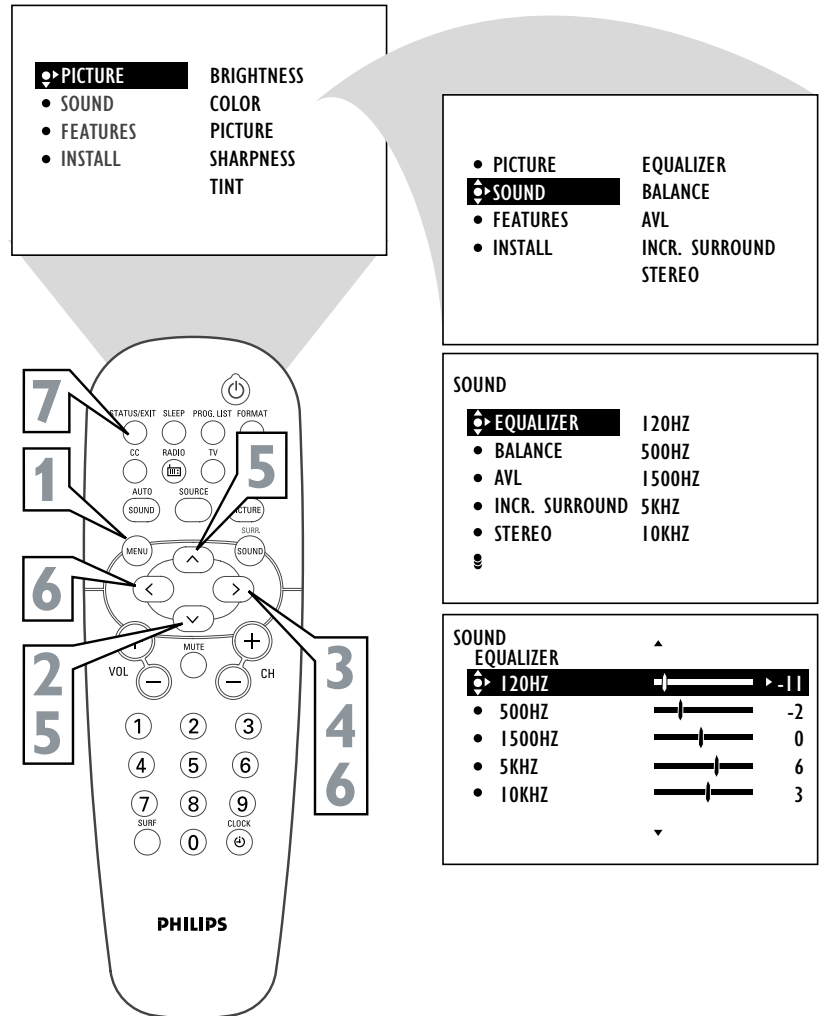 PICTURE BRIGHTNESS
SOUND COLOR
FEATURES PICTURE
INSTALL SHARPNESS
TINT
PICTURE EQUALIZER
SOUND BALANCE
FEATURES AVL
INSTALL INCR. SURROUND
STEREO
SOUND
EQUALIZER 120HZ
BALANCE 500HZ
AVL 1500HZ
INCR. SURROUND 5KHZ
STEREO 10KHZ
SOUND
EQUALIZER
120HZ -11
500HZ -2
1500HZ 0
5KHZ 6
10KHZ 3
7
1
6
2
5
5
3
4
6
STATUS/EXIT SLEEP PROG. LIST FORMAT
CC RADIO TV
AUTO SOURCE
SOUND
SURR.
MENU SOUND
VOL MUTE CH
1 2 3
4 5 6
7 8 9
SURF CLOCK
0
PHILIPS